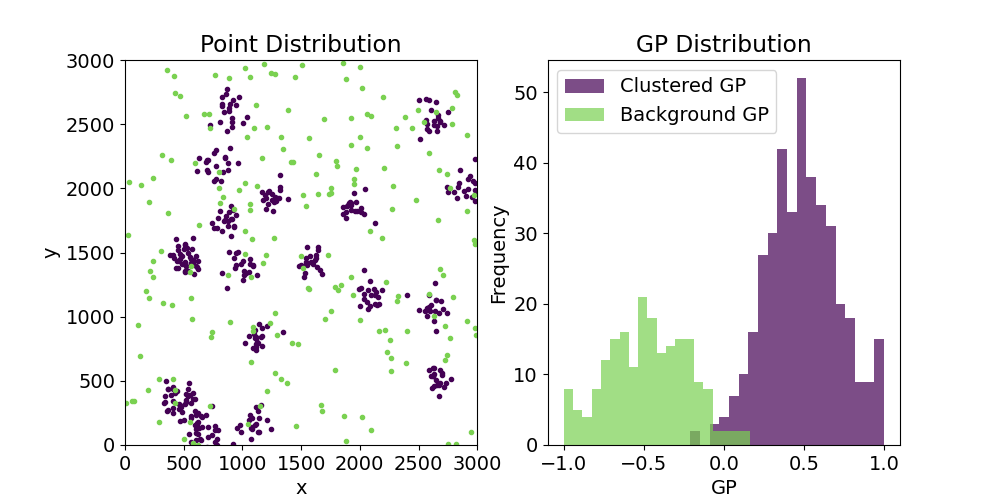 Point Distribution
3000
2500
2000
1500
1000
500
0
y
0 500 1000 1500 2000 2500 3000
x
GP Distribution
Clustered GP
Background GP
50
40
30
20
10
0
Frequency
−1.0 −0.5 0.0 0.5 1.0
GP